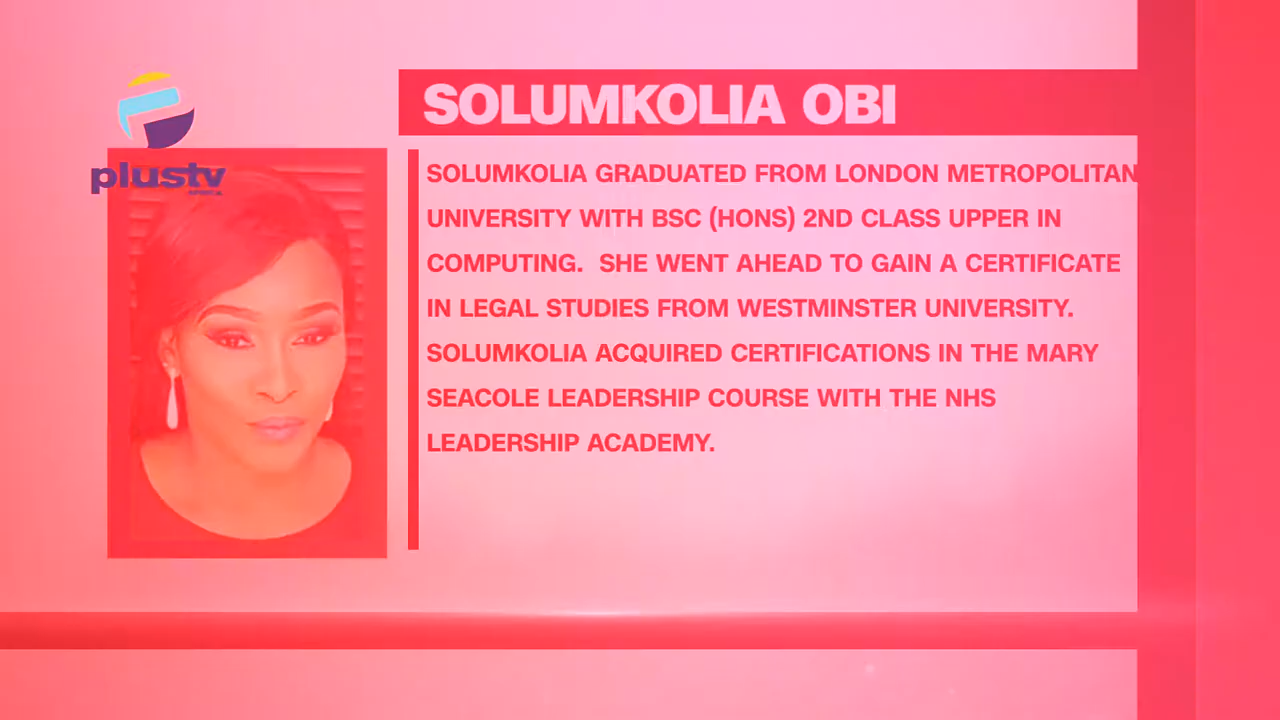 plustv
AFRICA
SOLUMKOLIA OBI
SOLUMKOLIA GRADUATED FROM LONDON METROPOLITAN
UNIVERSITY WITH BSC (HONS) 2ND CLASS UPPER IN
COMPUTING. SHE WENT AHEAD TO GAIN A CERTIFICATE
IN LEGAL STUDIES FROM WESTMINSTER UNIVERSITY.
SOLUMKOLIA ACQUIRED CERTIFICATIONS IN THE MARY
SEACOLE LEADERSHIP COURSE WITH THE NHS
LEADERSHIP ACADEMY.